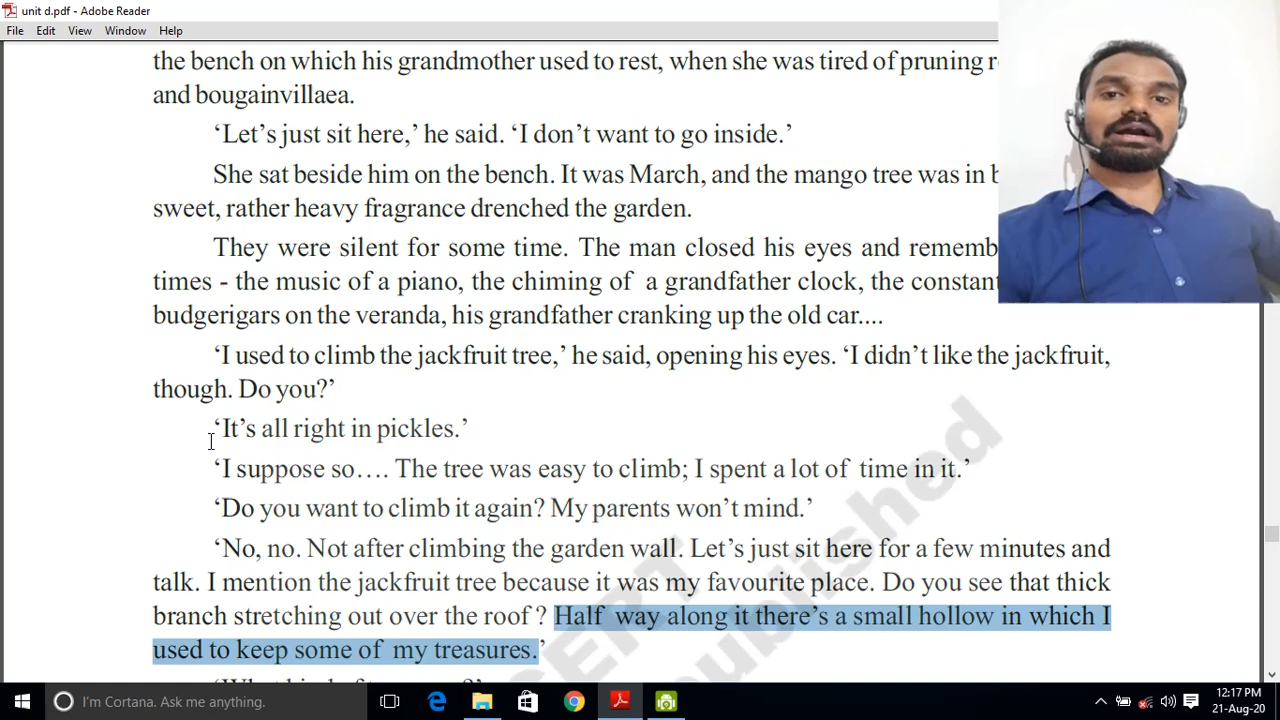 unit d.pdf - Adobe Reader
File Edit View Window Help
the bench on which his grandmother used to rest, when she was tired of pruning
and bougainvillaea.
‘Let’s just sit here,’ he said. ‘I don’t want to go inside.’
She sat beside him on the bench. It was March, and the mango tree was in
sweet, rather heavy fragrance drenched the garden.
They were silent for some time. The man closed his eyes and
times - the music of a piano, the chiming of a grandfather clock, the constant
budgerigars on the veranda, his grandfather cranking up the old car....
‘I used to climb the jackfruit tree,’ he said, opening his eyes. ‘I didn’t like the jackfruit,
though. Do you?’
‘It’s all right in pickles.’
‘I suppose so…. The tree was easy to climb; I spent a lot of time in it.’
‘Do you want to climb it again? My parents won’t mind.’
‘No, no. Not after climbing the garden wall. Let’s just sit here for a few minutes and
talk. I mention the jackfruit tree because it was my favourite place. Do you see that thick
branch stretching out over the roof ? Half way along it there’s a small hollow in which I
used to keep some of my treasures.’
I'm Cortana. Ask me anything.
12:17 PM
21-Aug-20